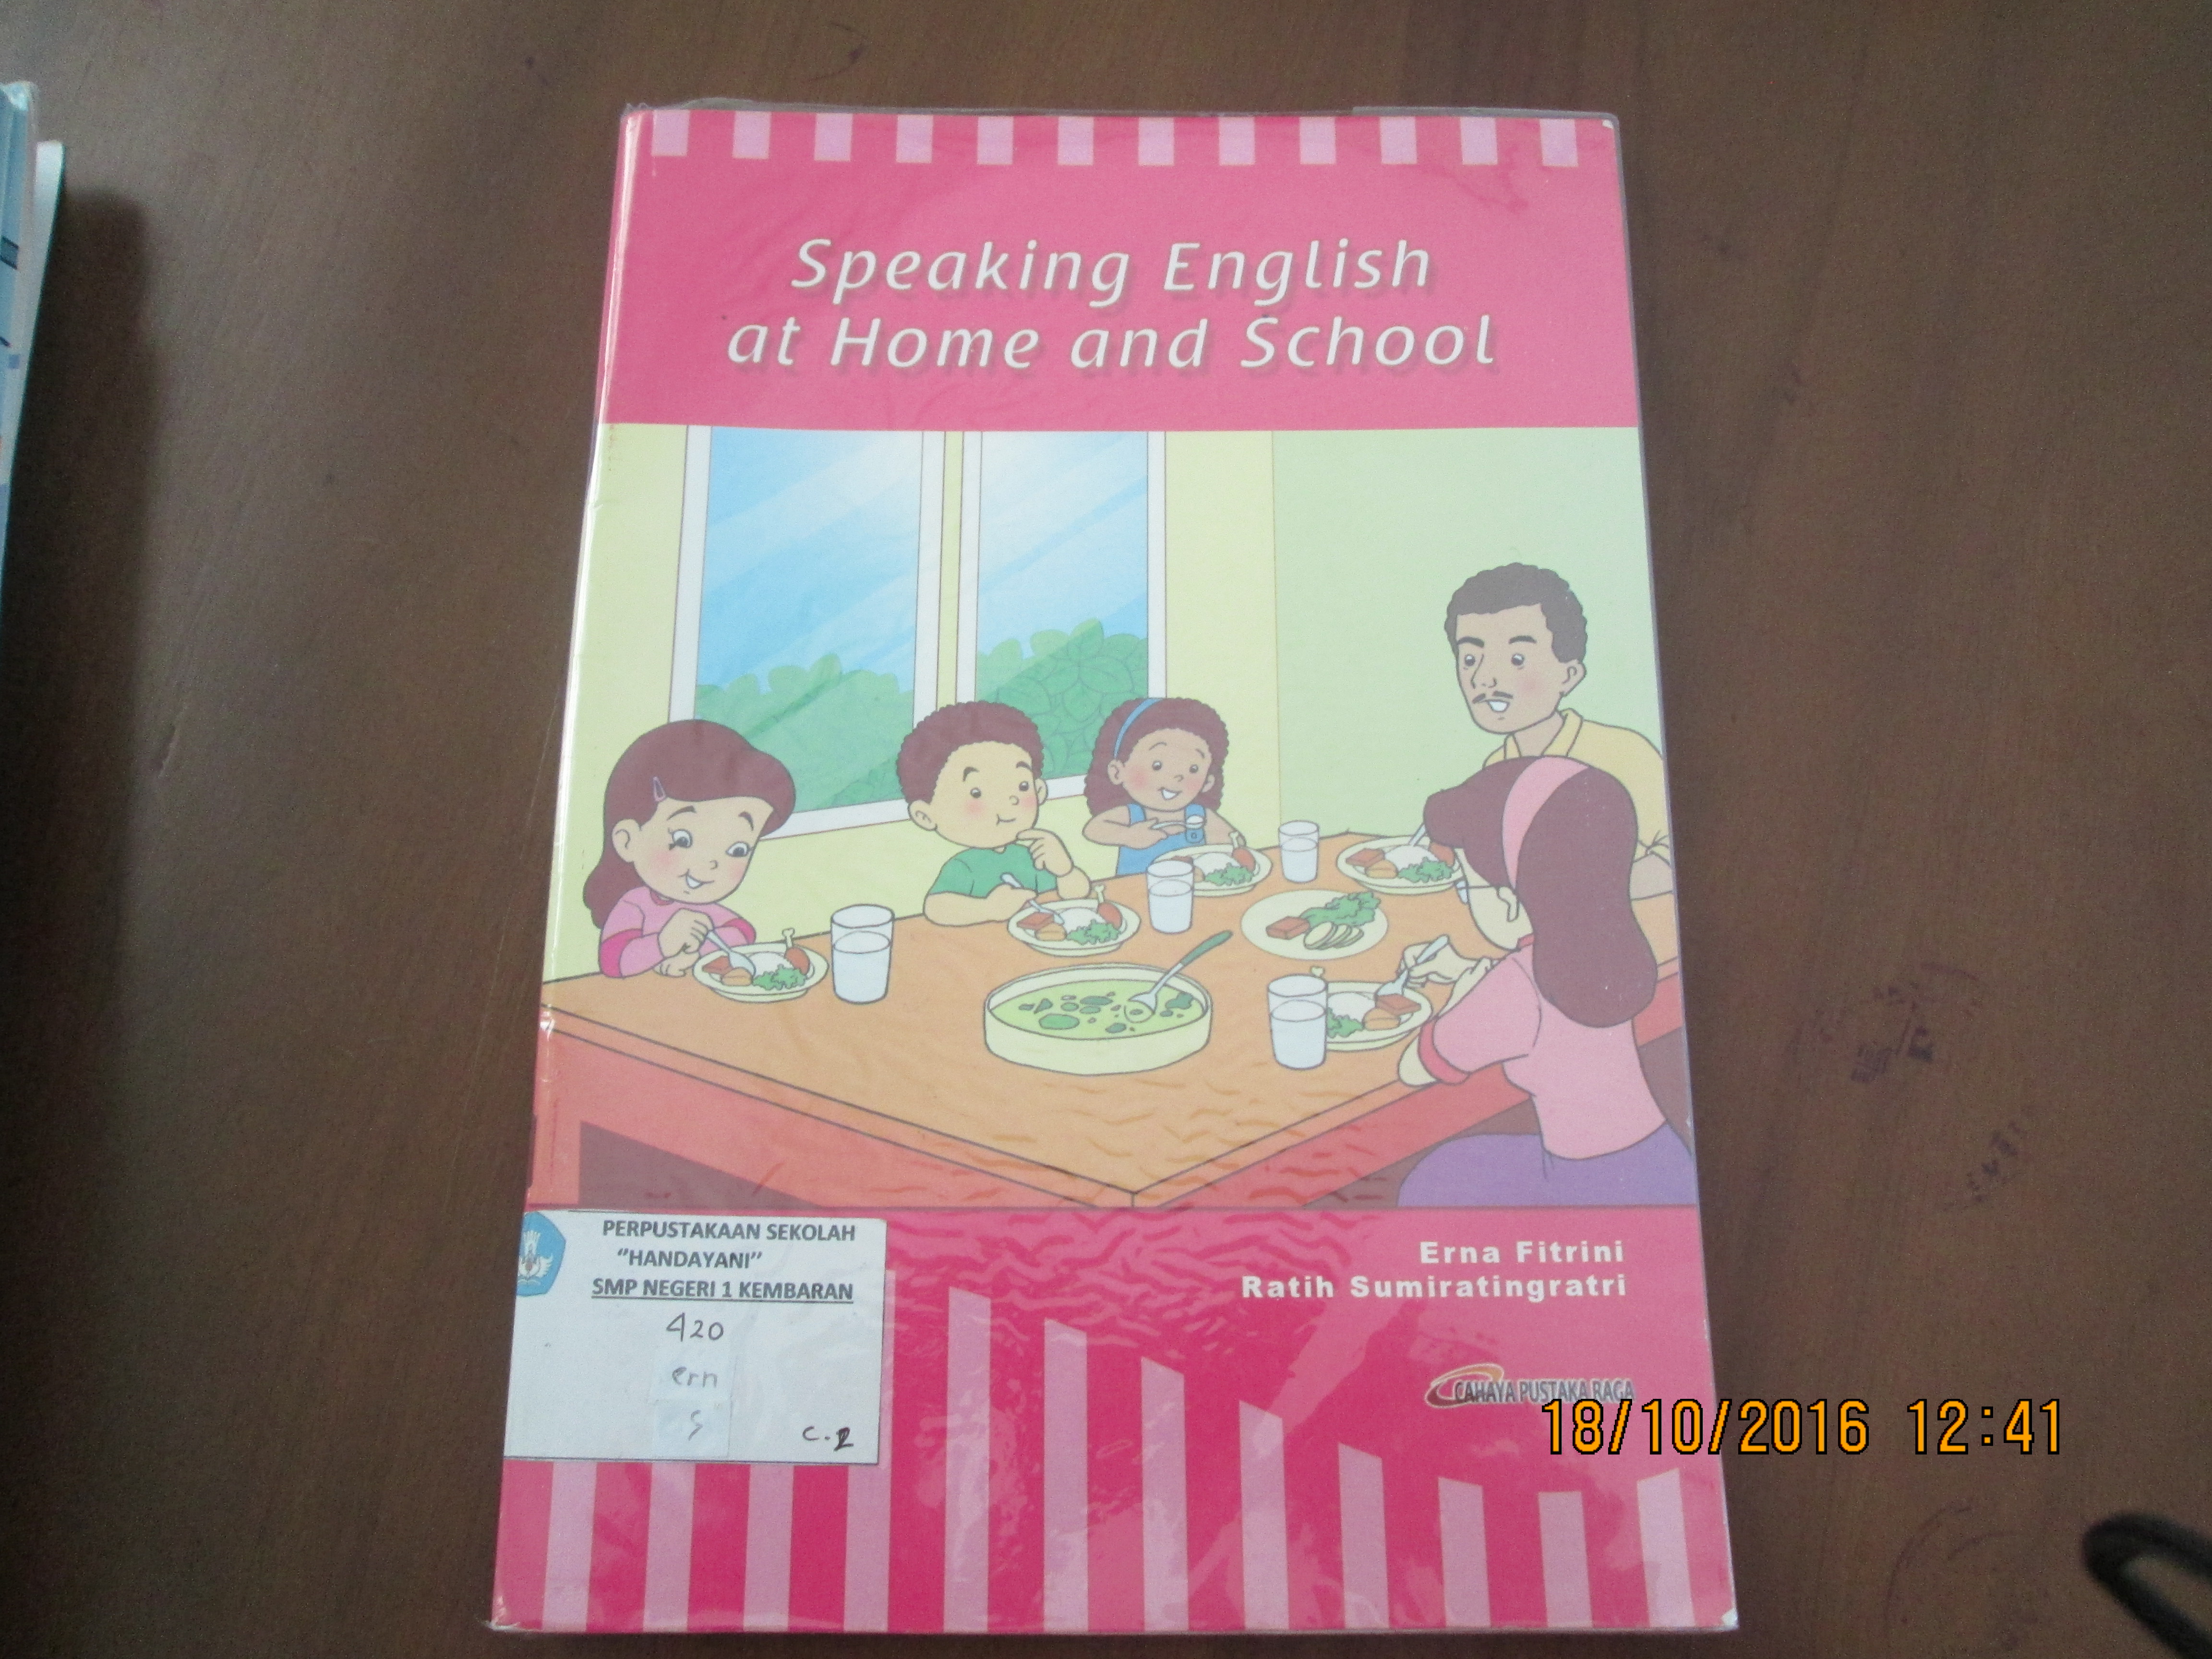 Speaking English
at Home and School
PERPUSTAKAAN SEKOLAH
"HANDAYANI"
SMP NEGERI 1 KEMBARAN
420
ern
S
C.2
Erna Fitrini
Ratih Sumiratingratri
CAHAYA PUSTAKA RAGA
18/10/2016 12:41